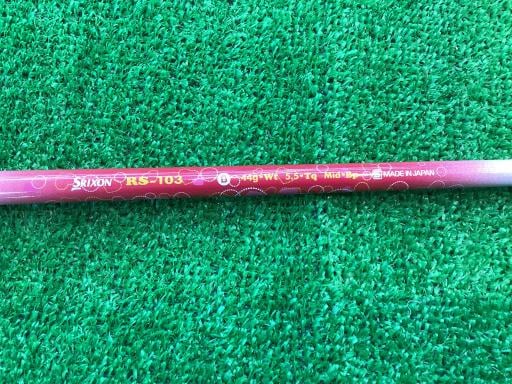 SRIXON RS-103 44g•Wt 5.5•Tq Mid•Bp MADE IN JAPAN